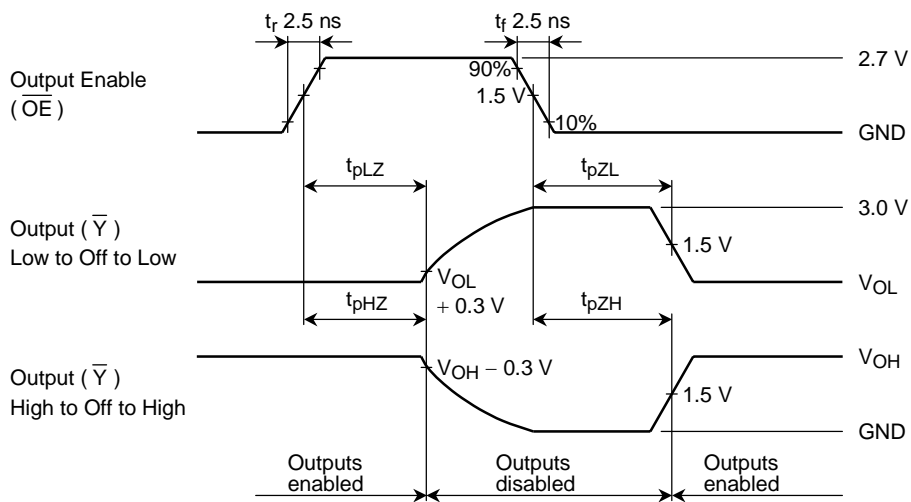 tr 2.5 ns
tf 2.5 ns
Output Enable
( OE )
90%
1.5 V
10%
2.7 V
GND
tpLZ
tpZL
Output ( Y )
Low to Off to Low
VOL
+ 0.3 V
3.0 V
1.5 V
VOL
tpHZ
tpZH
Output ( Y )
High to Off to High
VOH − 0.3 V
VOH
1.5 V
GND
Outputs
enabled
Outputs
disabled
Outputs
enabled